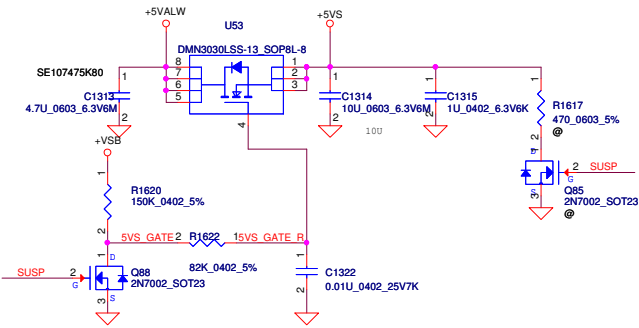 +5VALW
U53
+5VS
DMN3030LSS-13_SOP8L-8
8
7
6
5
1
2
3
4
SE107475K80
1
C1313
4.7U_0603_6.3V6M
2
1
C1314
10U_0603_6.3V6M
2
10U
1
C1315
1U_0402_6.3V6K
2
1
R1617
470_0603_5%
@
2
D
1
2
SUSP
G
S
3
Q85
2N7002_SOT23
@
+VSB
1
R1620
150K_0402_5%
2
5VS_GATE
2
R1622
1
5VS_GATE_R
82K_0402_5%
1
C1322
0.01U_0402_25V7K
2
SUSP
2
G
1
D
Q88
2N7002_SOT23
S
3